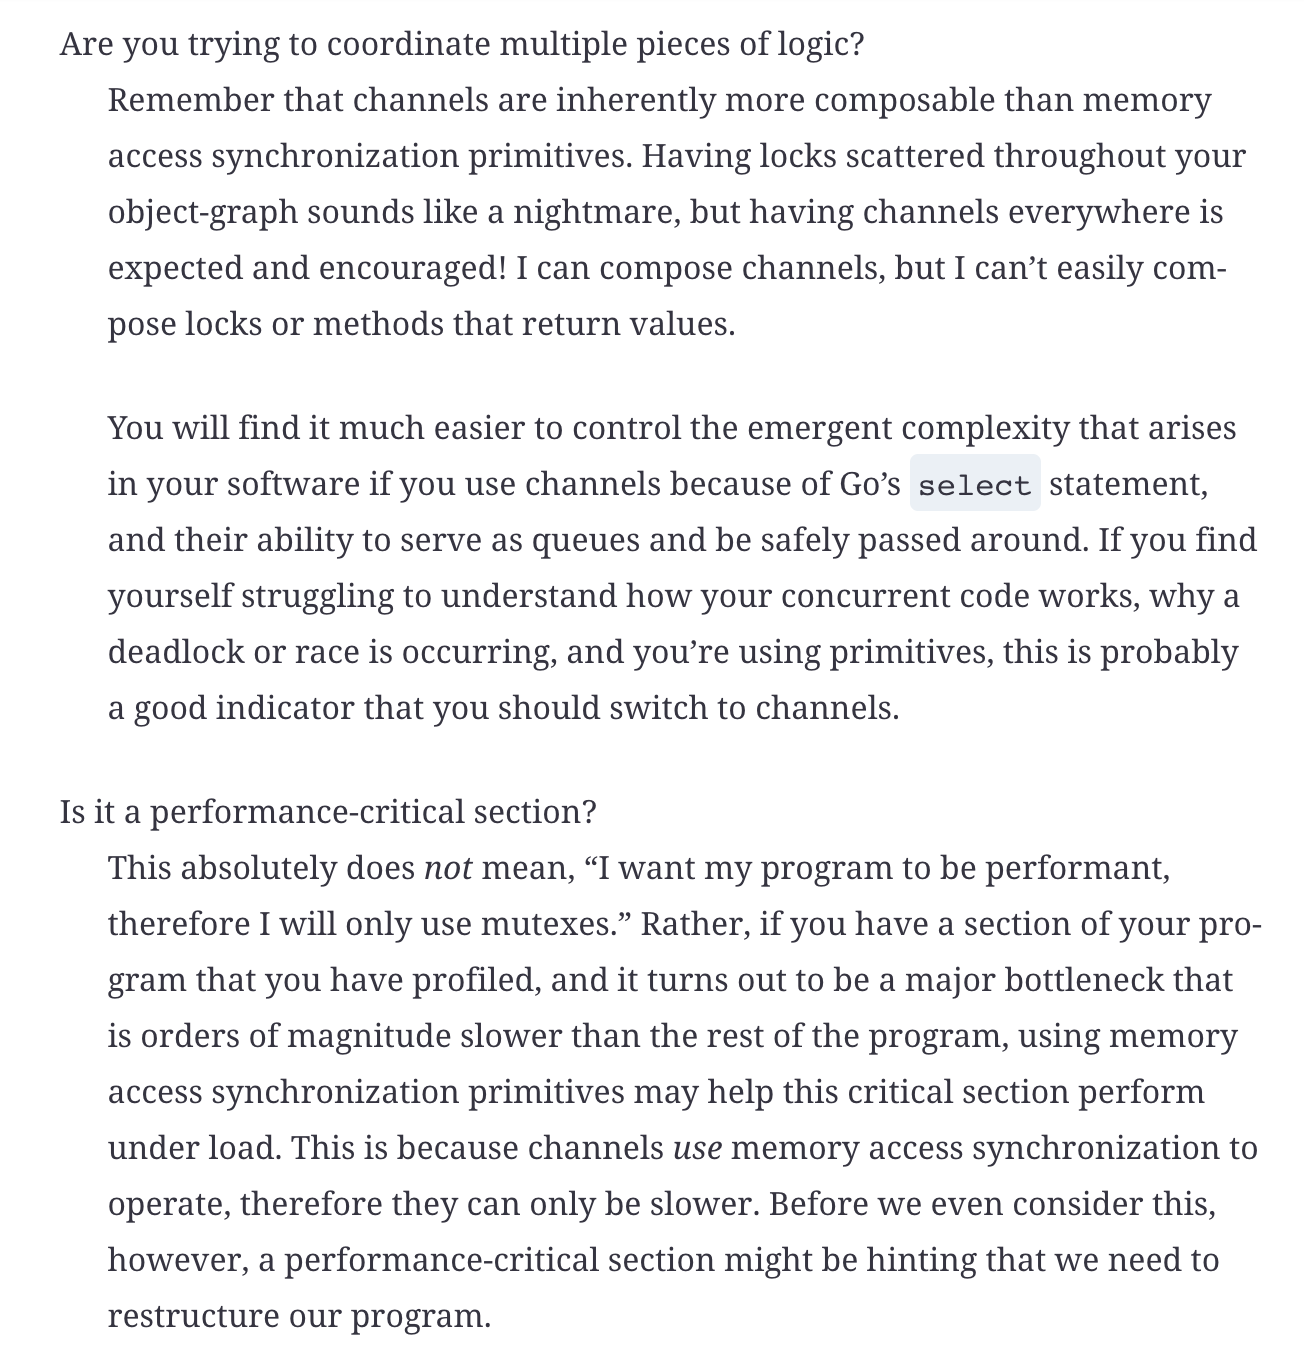 Are you trying to coordinate multiple pieces of logic?
Remember that channels are inherently more composable than memory
access synchronization primitives. Having locks scattered throughout your
object-graph sounds like a nightmare, but having channels everywhere is
expected and encouraged! I can compose channels, but I can’t easily com-
pose locks or methods that return values.
You will find it much easier to control the emergent complexity that arises
in your software if you use channels because of Go’s select statement,
and their ability to serve as queues and be safely passed around. If you find
yourself struggling to understand how your concurrent code works, why a
deadlock or race is occurring, and you’re using primitives, this is probably
a good indicator that you should switch to channels.
Is it a performance-critical section?
This absolutely does not mean, “I want my program to be performant,
therefore I will only use mutexes.” Rather, if you have a section of your pro-
gram that you have profiled, and it turns out to be a major bottleneck that
is orders of magnitude slower than the rest of the program, using memory
access synchronization primitives may help this critical section perform
under load. This is because channels use memory access synchronization to
operate, therefore they can only be slower. Before we even consider this,
however, a performance-critical section might be hinting that we need to
restructure our program.